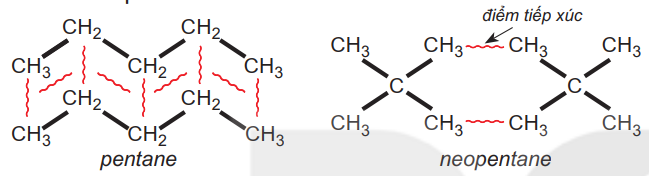 điểm tiếp xúc
CH₂ CH₂
CH₃ CH₂ CH₃
CH₂ CH₂
CH₃ CH₂ CH₃
pentane
CH₃ CH₃ CH₃ CH₃
C C
CH₃ CH₃ CH₃ CH₃
neopentane